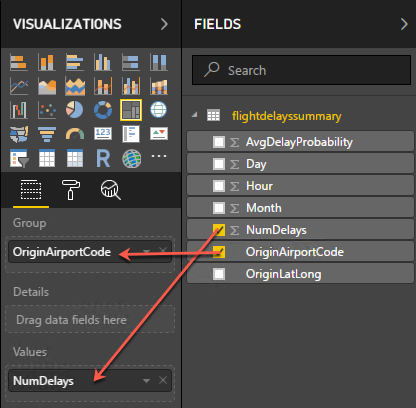 VISUALIZATIONS
FIELDS
Search
flightdelayssummary
AvgDelayProbability
Day
Hour
Month
NumDelays
OriginAirportCode
OriginLatLong
123
R
Group
OriginAirportCode
Details
Drag data fields here
Values
NumDelays